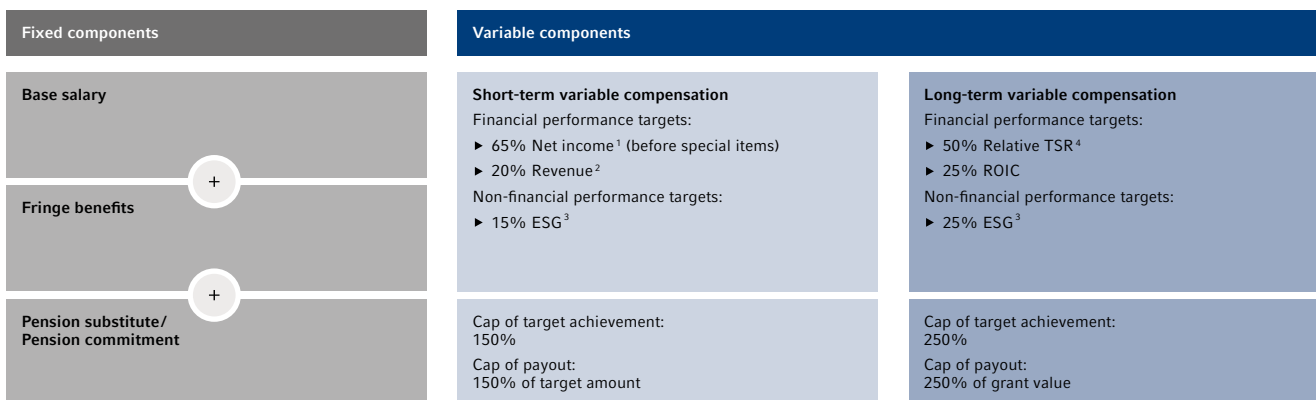 Fixed components
Variable components
Base salary
+
Fringe benefits
+
Pension substitute/
Pension commitment
Short-term variable compensation
Financial performance targets:
▶ 65% Net income¹ (before special items)
▶ 20% Revenue²
Non-financial performance targets:
▶ 15% ESG³
Cap of target achievement:
150%
Cap of payout:
150% of target amount
Long-term variable compensation
Financial performance targets:
▶ 50% Relative TSR⁴
▶ 25% ROIC
Non-financial performance targets:
▶ 25% ESG³
Cap of target achievement:
250%
Cap of payout:
250% of grant value